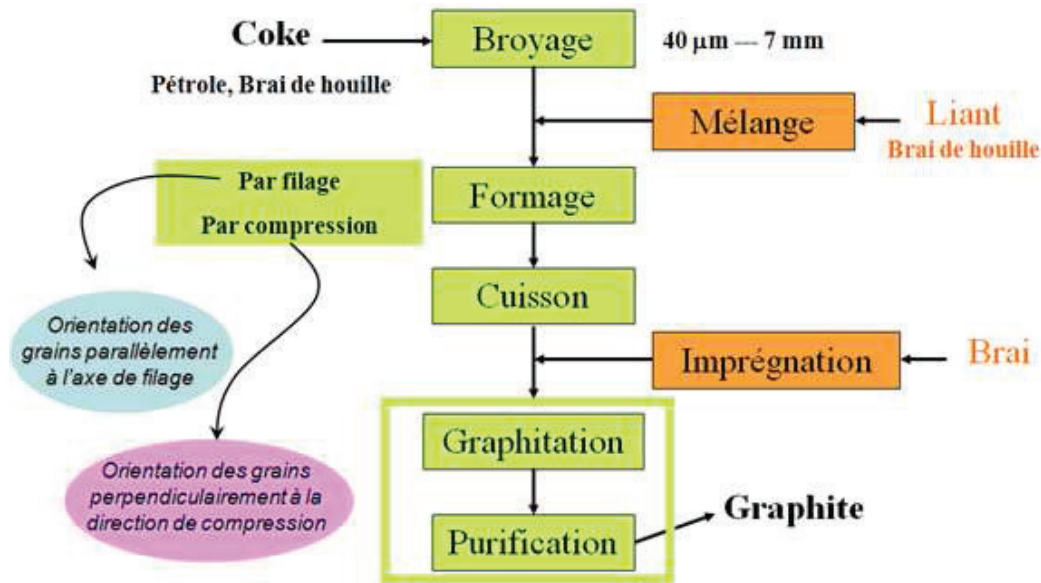 Coke
Broyage
40 µm — 7 mm
Pétrole, Brai de houille
Mélange
Liant
Brai de houille
Par filage
Par compression
Formage
Cuisson
Orientation des
grains parallèlement
à l'axe de filage
Imprégnation
Brai
Graphitation
Orientation des grains
perpendiculairement à la
direction de compression
Purification
Graphite